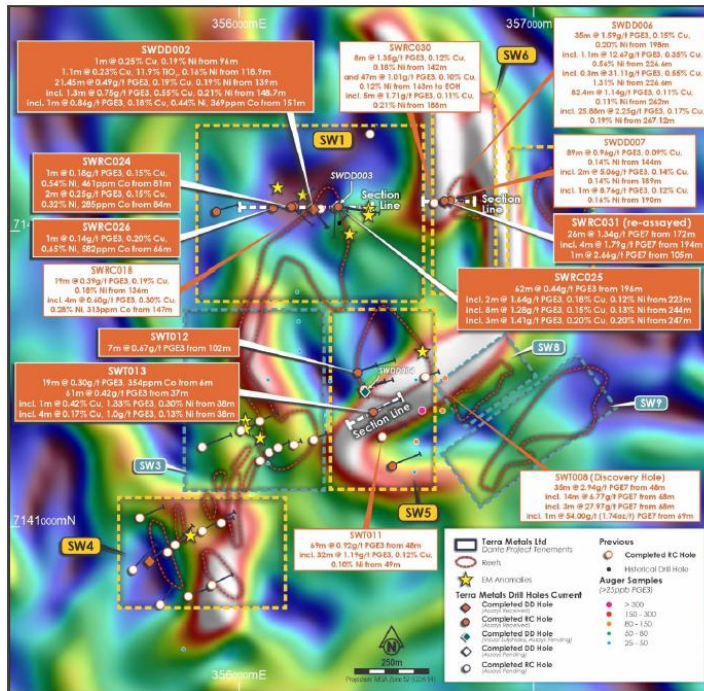 356000mE
357000mE
SWDD002
1m @ 0.25% Cu, 0.19% Ni from 96m
1.1m @ 0.23% Cu, 11.9% TiO₂, 0.16% Ni from 118.9m
21.45m @ 0.49g/t PGE3, 0.19% Cu, 0.19% Ni from 139m
incl. 1.3m @ 0.78g/t PGE3, 0.55% Cu, 0.21% Ni from 148.7m
incl. 1m @ 0.86g/t PGE3, 0.18% Cu, 0.44% Ni, 369ppm Co from 151m
SWRC030
8m @ 1.35g/t PGE3, 0.12% Cu,
0.18% Ni from 142m
and 47m @ 1.01g/t PGE3, 0.10% Cu,
0.12% Ni from 163m to EOH
incl. 5m @ 1.71g/t PGE3, 0.11% Cu,
0.21% Ni from 188m
SW6
SWDD006
35m @ 1.59g/t PGE3, 0.15% Cu,
0.20% Ni from 198m
incl. 1.1m @ 12.67g/t PGE3, 0.35% Cu,
0.56% Ni from 226.6m
incl. 0.3m @ 31.11g/t PGE3, 0.55% Cu,
1.31% Ni from 226.6m
82.4m @ 1.14g/t PGE3, 0.11% Cu,
0.11% Ni from 262m
incl. 25.88m @ 2.25g/t PGE3, 0.17% Cu,
0.19% Ni from 267.12m
SW1
SWDD007
89m @ 0.96g/t PGE3, 0.09% Cu,
0.14% Ni from 144m
incl. 2m @ 5.06g/t PGE3, 0.14% Cu,
0.14% Ni from 189m
incl. 1m @ 8.76g/t PGE3, 0.12% Cu,
0.16% Ni from 190m
SWRC024
1m @ 0.18g/t PGE3, 0.15% Cu,
0.54% Ni, 461ppm Co from 81m
2m @ 0.25g/t PGE3, 0.15% Cu,
0.32% Ni, 285ppm Co from 84m
SWDD003
Section
Line
Section
Line
SWRC026
1m @ 0.14g/t PGE3, 0.20% Cu,
0.65% Ni, 582ppm Co from 66m
SWRC031 (re-assayed)
26m @ 1.34g/t PGE7 from 172m
incl. 4m @ 1.79g/t PGE7 from 194m
1m @ 2.66g/t PGE7 from 105m
SWRC018
19m @ 0.39g/t PGE3, 0.19% Cu,
0.18% Ni from 136m
incl. 4m @ 0.60g/t PGE3, 0.30% Cu,
0.28% Ni, 313ppm Co from 147m
SWRC025
62m @ 0.44g/t PGE3 from 196m
incl. 2m @ 1.64g/t PGE3, 0.18% Cu, 0.12% Ni from 223m
incl. 8m @ 1.28g/t PGE3, 0.15% Cu, 0.13% Ni from 244m
incl. 3m @ 1.41g/t PGE3, 0.20% Cu, 0.20% Ni from 247m
SWT012
7m @ 0.67g/t PGE3 from 102m
SW8
SWT013
19m @ 0.30g/t PGE3, 354ppm Co from 6m
61m @ 0.42g/t PGE3 from 37m
incl. 1m @ 0.42% Cu, 1.33% PGE3, 0.30% Ni from 38m
incl. 4m @ 0.17% Cu, 1.0g/t PGE3, 0.13% Ni from 38m
SWDD004
SW9
Section Line
SW3
SWT008 (Discovery Hole)
38m @ 2.94g/t PGE7 from 48m
incl. 14m @ 6.77g/t PGE7 from 68m
incl. 3m @ 27.97g/t PGE7 from 68m
incl. 1m @ 54.00g/t (1.74oz/t) PGE7 from 69m
SW5
7141000mN
SW4
SWT011
69m @ 0.92g/t PGE3 from 48m
incl. 32m @ 1.19g/t PGE3, 0.12% Cu,
0.10% Ni from 49m
Terra Metals Ltd
Dante Project Tenements
Reefs
EM Anomalies
Terra Metals Drill Holes Current
Completed DD Hole
(Assays Received)
Completed RC Hole
(Assays Received)
Completed DD Hole
(Visual Sulphides, Assays Pending)
Completed DD Hole
(Assays Pending)
Completed RC Hole
(Assays Pending)
Previous
Completed RC Hole
Historical Drill Hole
Auger Samples
(>25ppb PGE3)
> 300
150 - 300
80 - 150
50 - 80
25 - 50
N
250m
356000mE